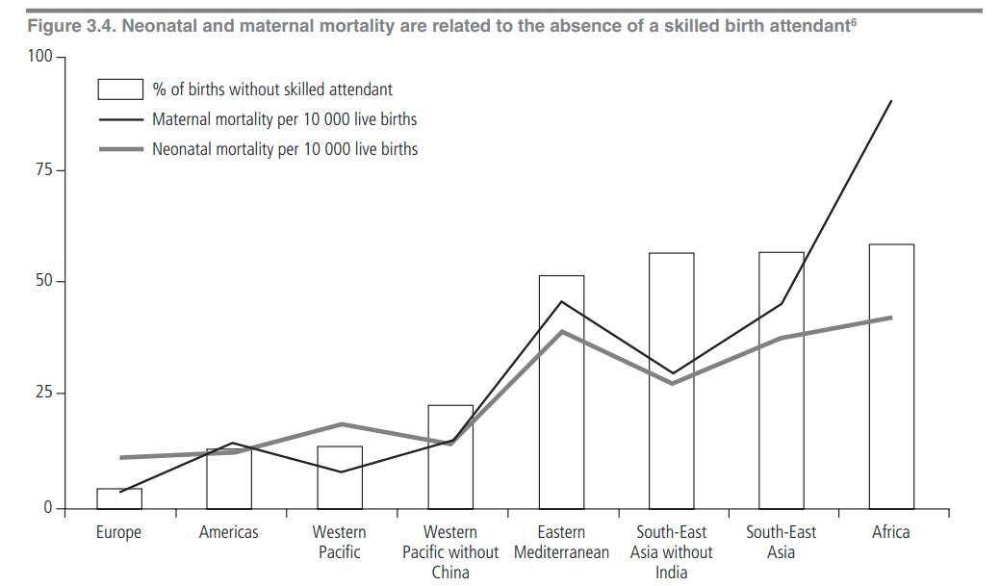 Figure 3.4. Neonatal and maternal mortality are related to the absence of a skilled birth attendant⁶
100
% of births without skilled attendant
Maternal mortality per 10 000 live births
Neonatal mortality per 10 000 live births
75
50
25
0
Europe
Americas
Western
Pacific
Western
Pacific without
China
Eastern
Mediterranean
South-East
Asia without
India
South-East
Asia
Africa